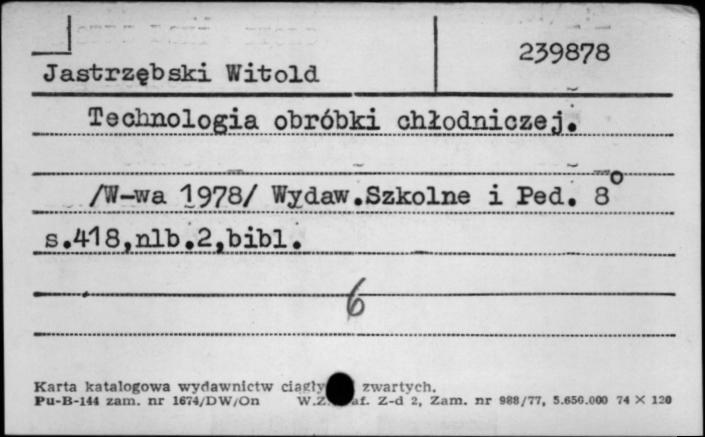 239878
Jastrzębski Witold
Technologia obróbki chłodniczej.
/W-wa 1978/ Wydaw.Szkolne i Ped. 8°
s.418,nlb.2,bibl.
6
Karta katalogowa wydawnictw ciągły zwartych.
Pu-B-144 zam. nr 1674/DW/On W.Z. af. Z-d 2, Zam. nr 988/77, 5.650.000 74 × 120